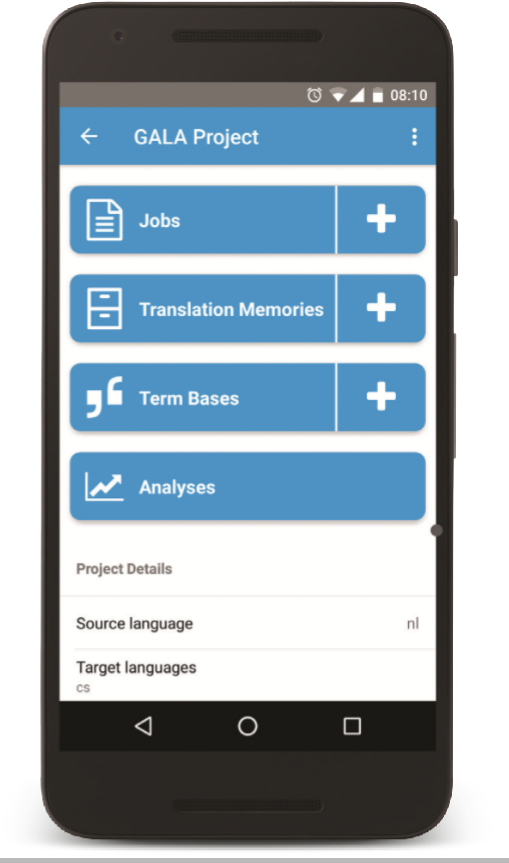 08:10
GALA Project
Jobs
Translation Memories
Term Bases
Analyses
Project Details
Source language nl
Target languages
cs